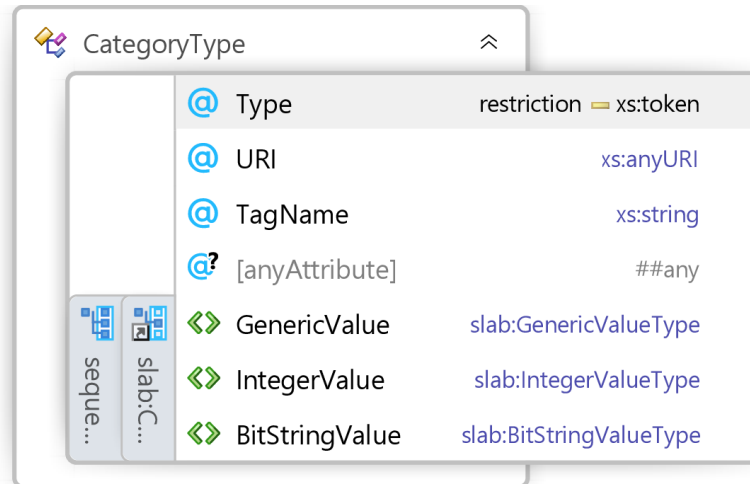 CategoryType
Type restriction xs:token
URI xs:anyURI
TagName xs:string
[anyAttribute] ##any
GenericValue slab:GenericValueType
IntegerValue slab:IntegerValueType
BitStringValue slab:BitStringValueType
seque...
slab:C...